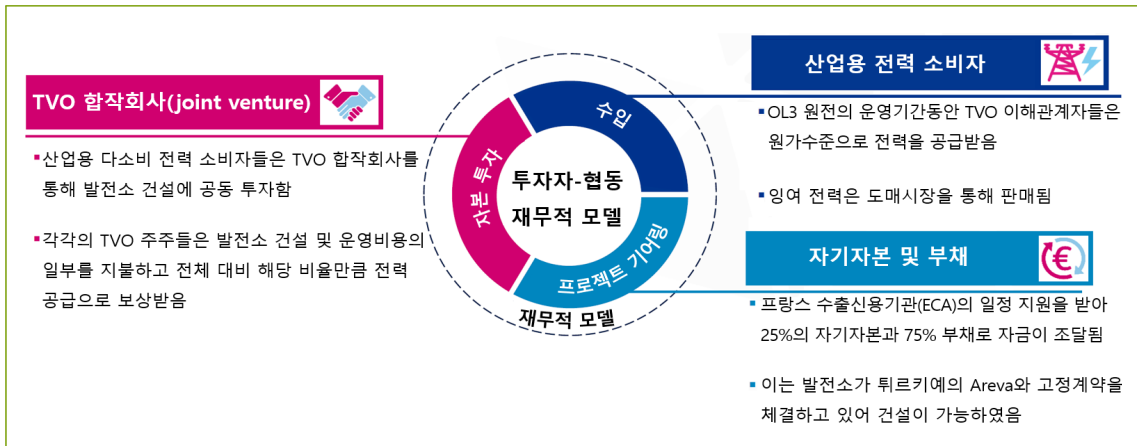 TVO 합작회사(joint venture)
▪산업용 다소비 전력 소비자들은 TVO 합작회사를
통해 발전소 건설에 공동 투자함
▪각각의 TVO 주주들은 발전소 건설 및 운영비용의
일부를 지불하고 전체 대비 해당 비율만큼 전력
공급으로 보상받음
자본 투자
수입
프로젝트 기어링
투자자-협동
재무적 모델
재무적 모델
산업용 전력 소비자
▪OL3 원전의 운영기간동안 TVO 이해관계자들은
원가수준으로 전력을 공급받음
▪잉여 전력은 도매시장을 통해 판매됨
자기자본 및 부채
€
▪프랑스 수출신용기관(ECA)의 일정 지원을 받아
25%의 자기자본과 75% 부채로 자금이 조달됨
▪이는 발전소가 튀르키예의 Areva와 고정계약을
체결하고 있어 건설이 가능하였음